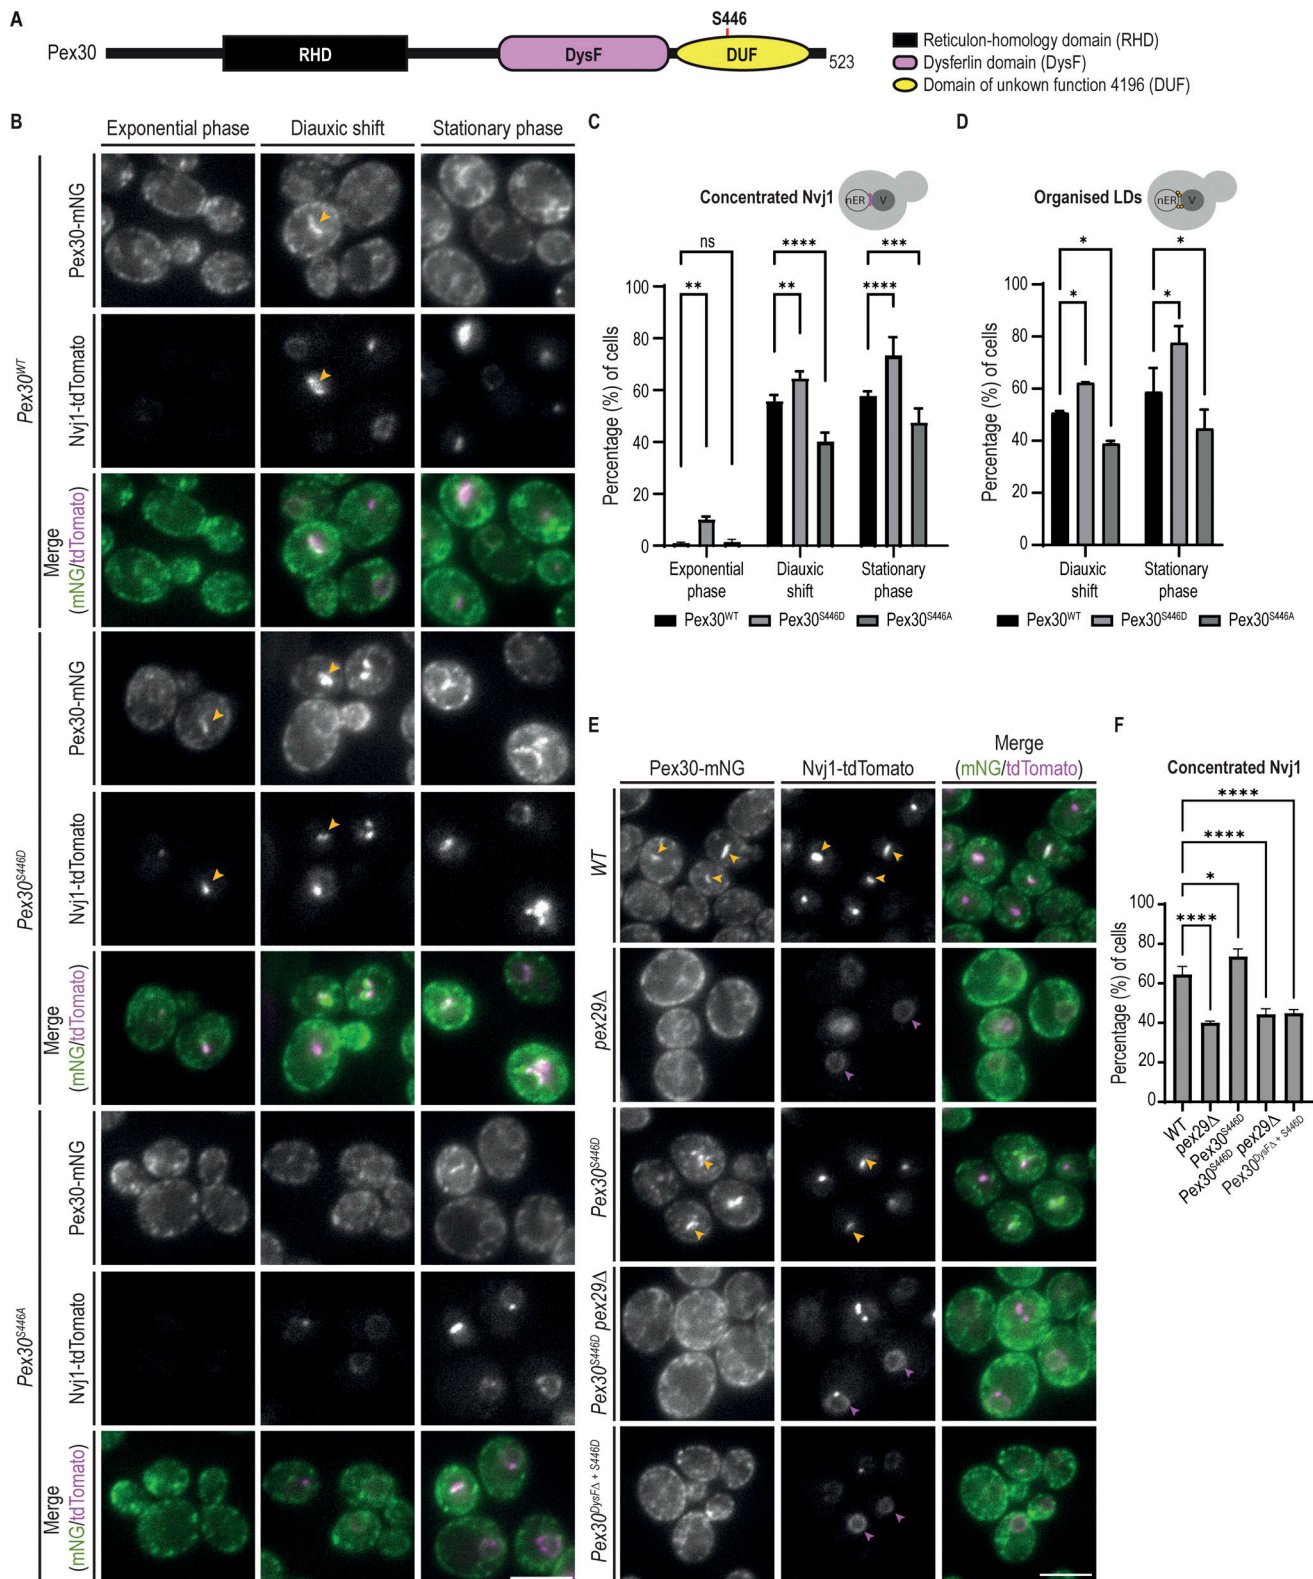 A
S446
Pex30
RHD
DysF
DUF
523
Reticulon-homology domain (RHD)
Dysferlin domain (DysF)
Domain of unkown function 4196 (DUF)
B
Exponential phase
Diauxic shift
Stationary phase
Pex30WT
Pex30-mNG
Nvj1-tdTomato
Merge
(mNG/tdTomato)
Pex30S446D
Pex30-mNG
Nvj1-tdTomato
Merge
(mNG/tdTomato)
Pex30S446A
Pex30-mNG
Nvj1-tdTomato
Merge
(mNG/tdTomato)
C
Concentrated Nvj1
nER
V
ns
**
****
**
***
****
Percentage (%) of cells
100
80
60
40
20
0
Exponential
phase
Diauxic
shift
Stationary
phase
Pex30WT
Pex30S446D
Pex30S446A
D
Organised LDs
nER
V
*
*
*
*
Percentage (%) of cells
100
80
60
40
20
0
Diauxic
shift
Stationary
phase
Pex30WT
Pex30S446D
Pex30S446A
E
Pex30-mNG
Nvj1-tdTomato
Merge
(mNG/tdTomato)
WT
pex29Δ
Pex30S446D
Pex30S446D pex29Δ
Pex30DysFΔ + S446D
F
Concentrated Nvj1
****
****
*
****
Percentage (%) of cells
100
80
60
40
20
0
WT
pex29Δ
Pex30S446D
Pex30S446D pex29Δ
Pex30DysFΔ + S446D